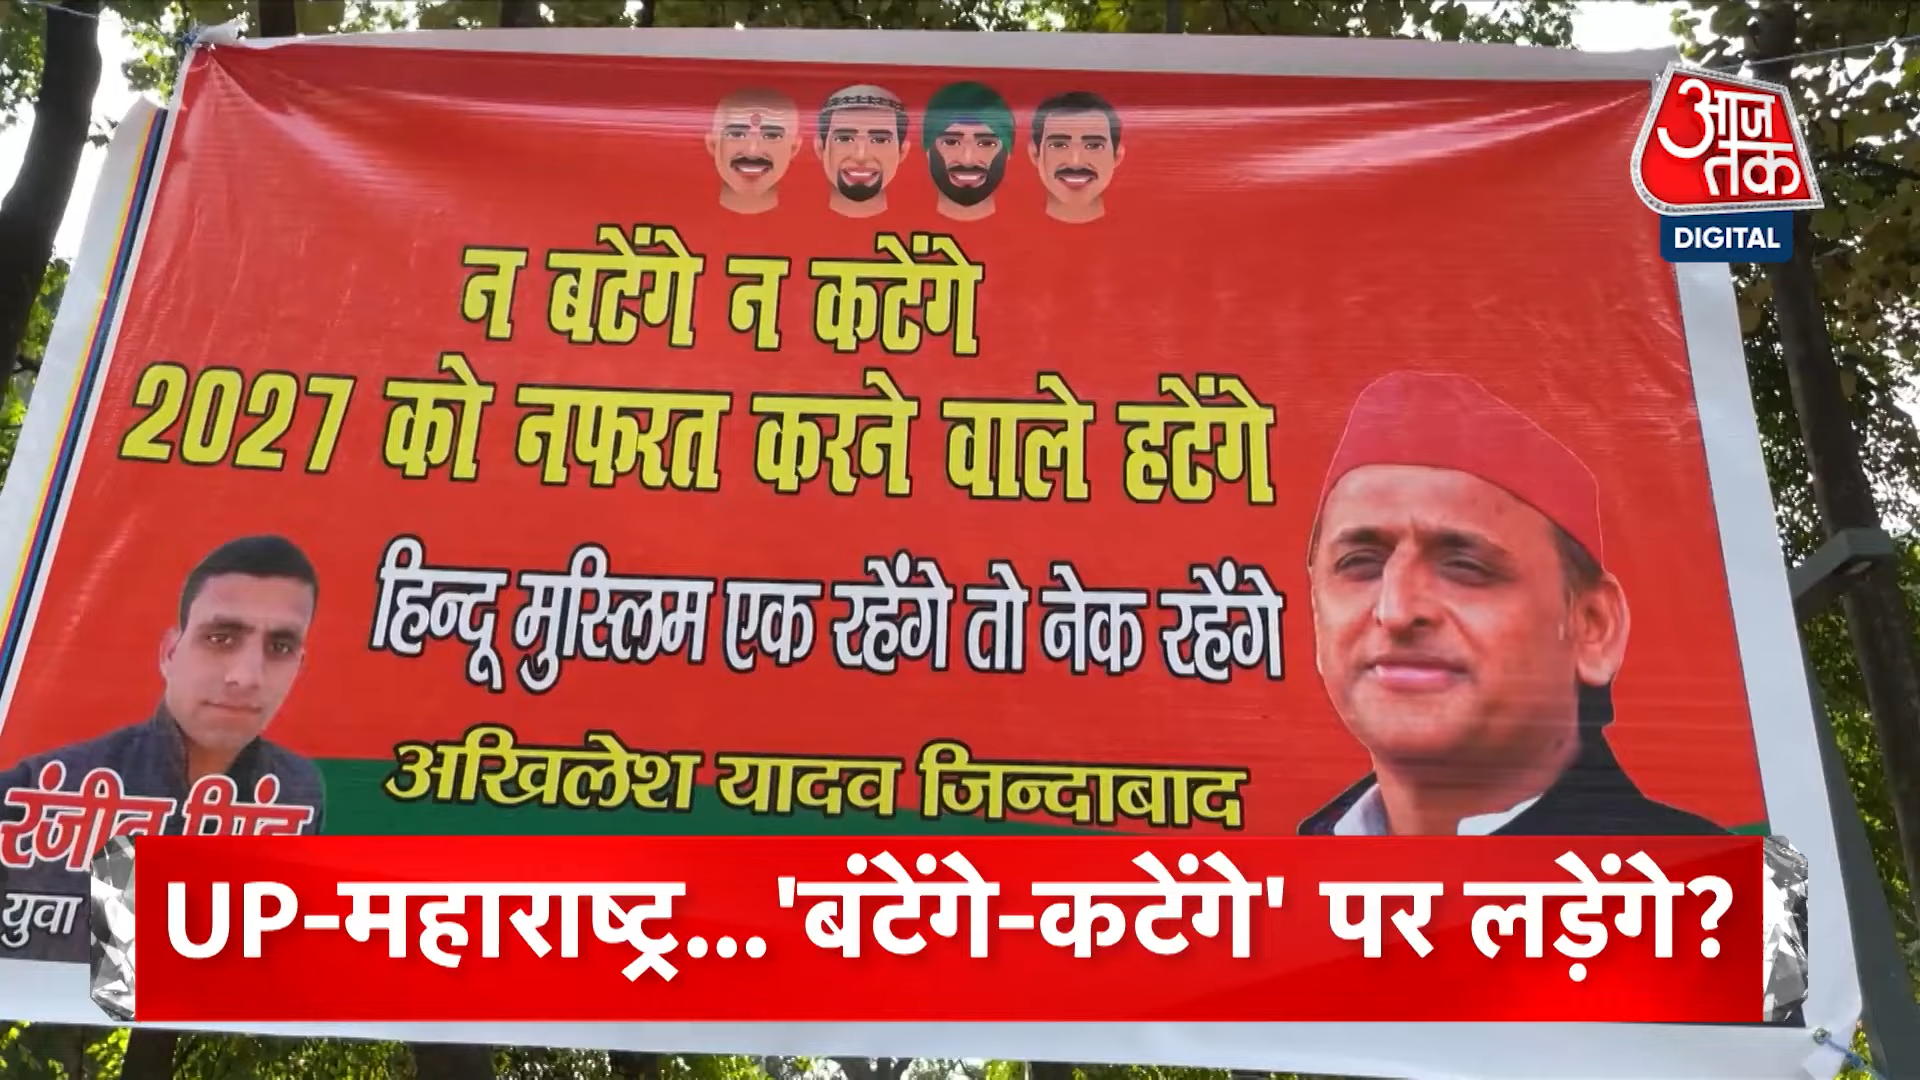 आज
तक
DIGITAL
न बटेंगे न कटेंगे
2027 को नफरत करने वाले हटेंगे
हिन्दू मुस्लिम एक रहेंगे तो नेक रहेंगे
अखिलेश यादव जिन्दाबाद
युवा
UP-महाराष्ट्र... 'बंटेंगे-कटेंगे' पर लड़ेंगे?